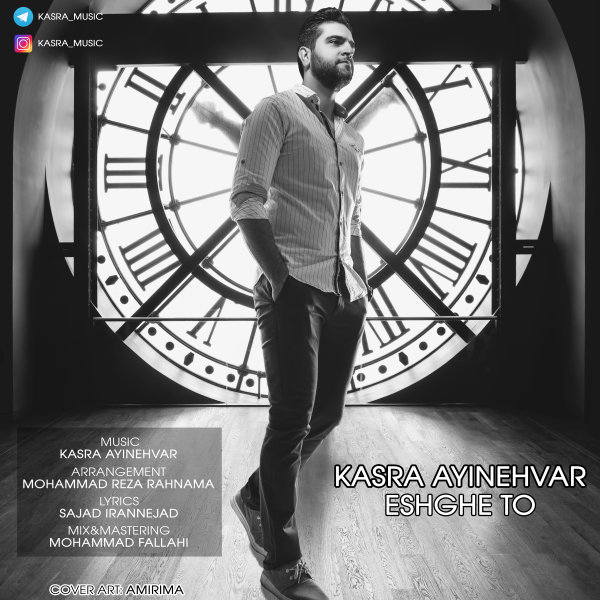 KASRA_MUSIC
KASRA_MUSIC
MUSIC
KASRA AYINEHVAR
ARRANGEMENT
MOHAMMAD REZA RAHNAMA
LYRICS
SAJAD IRANNEJAD
MIX&MASTERING
MOHAMMAD FALLAHI
KASRA AYINEHVAR
ESHGHE TO
COVER ART: AMIRIMA